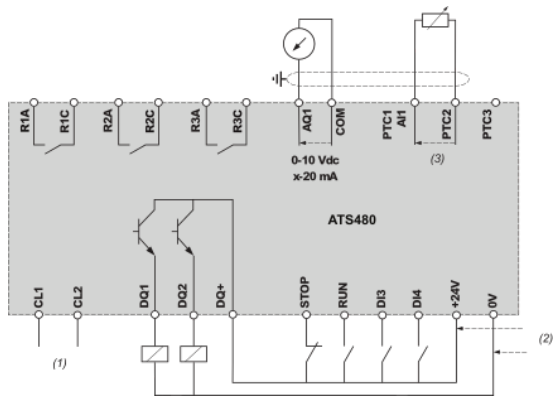 R1A
R1C
R2A
R2C
R3A
R3C
AQ1
COM
PTC1
AI1
PTC2
PTC3
(3)
0-10 Vdc
x-20 mA
ATS480
CL1
CL2
DQ1
DQ2
DQ+
STOP
RUN
DI3
DI4
+24V
0V
(1)
(2)